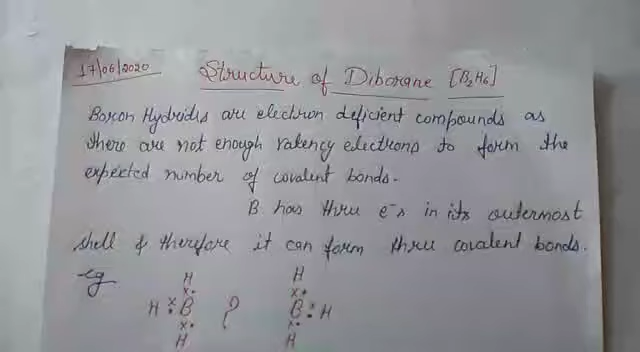 17/06/2020 Structure of Diborane [B2H6]
Boron Hydrides are electron deficient compounds as
there are not enough valency electrons to form the
expected number of covalent bonds.
B has three e-s in its outermost
shell & therefore it can form three covalent bonds.
eg
H H
H B ? B H
H H